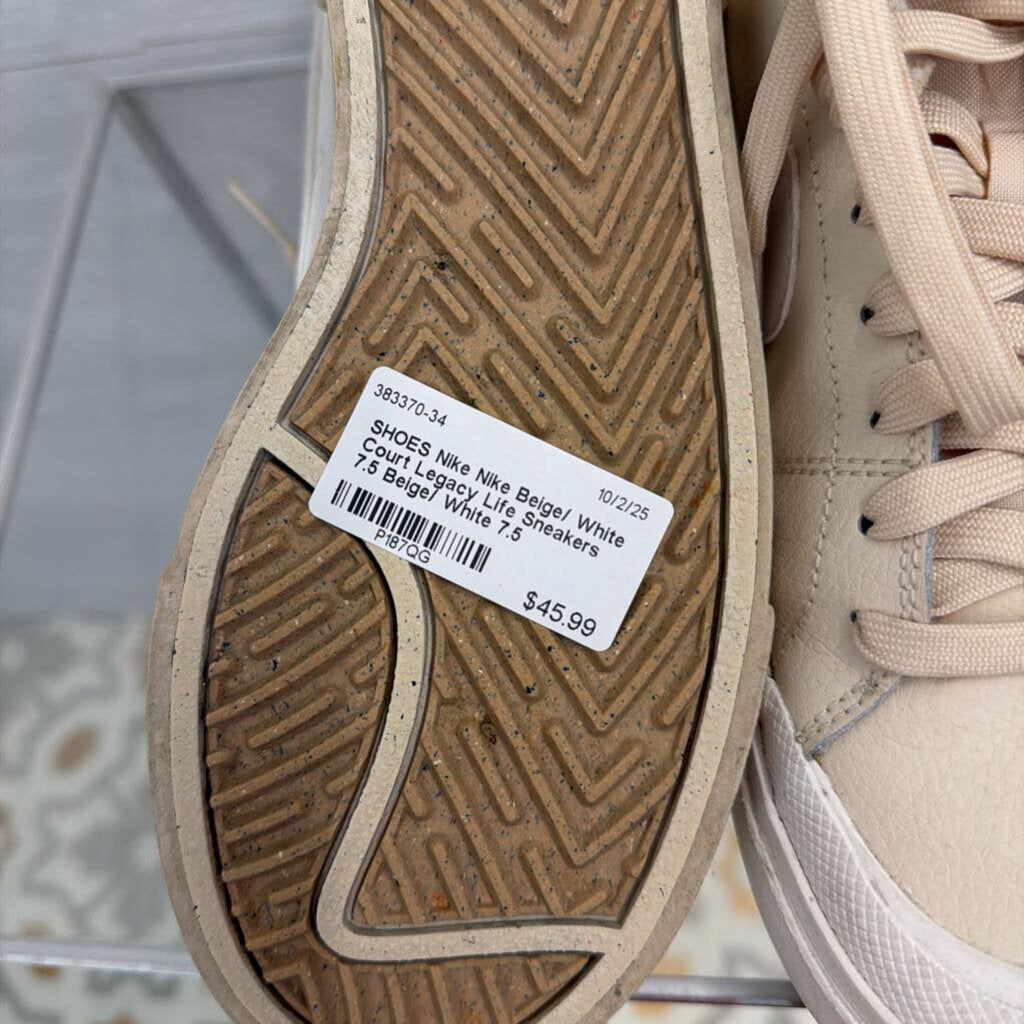 383370-34
10/2/25
SHOES Nike Nike Beige/ White
Court Legacy Life Sneakers
7.5 Beige/ White 7.5
P187QG
$45.99